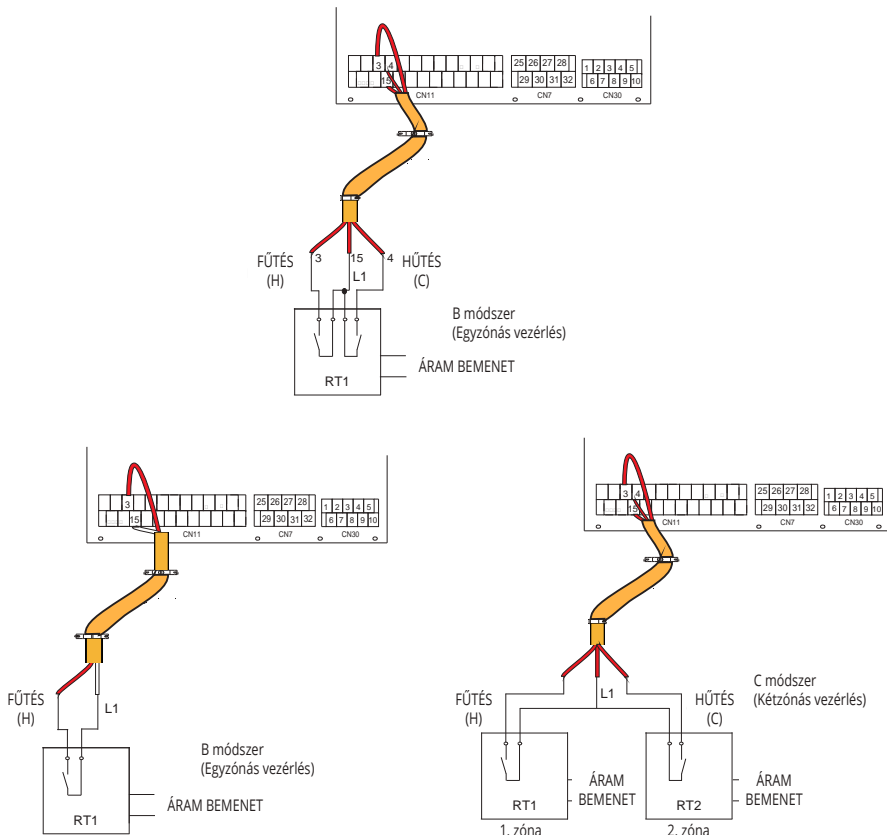 3 4
15
CN11
25 26 27 28
29 30 31 32
CN7
1 2 3 4 5
6 7 8 9 10
CN30
FŰTÉS
(H)
3
15
L1
4
HŰTÉS
(C)
B módszer
(Egyzónás vezérlés)
RT1
ÁRAM BEMENET
3
15
CN11
25 26 27 28
29 30 31 32
CN7
1 2 3 4 5
6 7 8 9 10
CN30
FŰTÉS
(H)
L1
B módszer
(Egyzónás vezérlés)
RT1
ÁRAM BEMENET
3 4
15
CN11
25 26 27 28
29 30 31 32
CN7
1 2 3 4 5
6 7 8 9 10
CN30
FŰTÉS
(H)
L1
HŰTÉS
(C)
C módszer
(Kétzónás vezérlés)
RT1
ÁRAM
BEMENET
1. zóna
RT2
ÁRAM
BEMENET
2. zóna